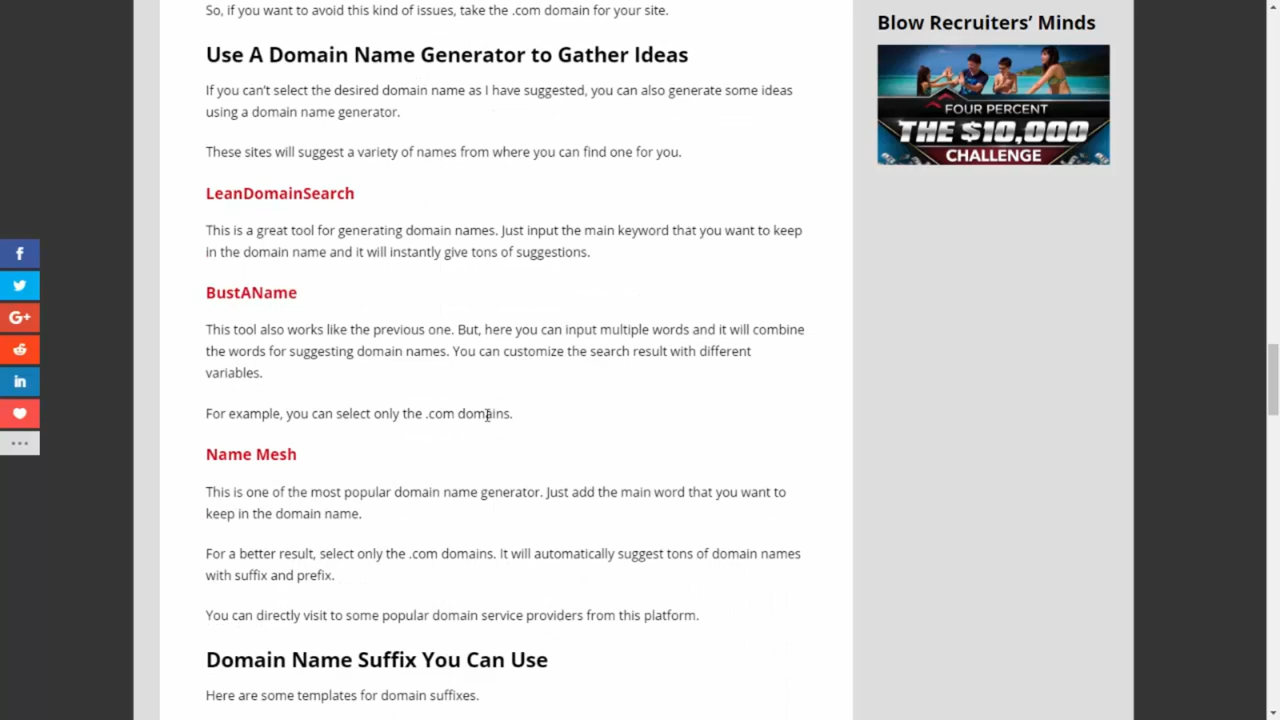 So, if you want to avoid this kind of issues, take the .com domain for your site.
Use A Domain Name Generator to Gather Ideas
If you can't select the desired domain name as I have suggested, you can also generate some ideas
using a domain name generator.
These sites will suggest a variety of names from where you can find one for you.
LeanDomainSearch
This is a great tool for generating domain names. Just input the main keyword that you want to keep
in the domain name and it will instantly give tons of suggestions.
BustAName
This tool also works like the previous one. But, here you can input multiple words and it will combine
the words for suggesting domain names. You can customize the search result with different
variables.
For example, you can select only the .com domains.
Name Mesh
This is one of the most popular domain name generator. Just add the main word that you want to
keep in the domain name.
For a better result, select only the .com domains. It will automatically suggest tons of domain names
with suffix and prefix.
You can directly visit to some popular domain service providers from this platform.
Domain Name Suffix You Can Use
Here are some templates for domain suffixes.
Blow Recruiters' Minds
FOUR PERCENT
THE $10,000
CHALLENGE
f
G+
in